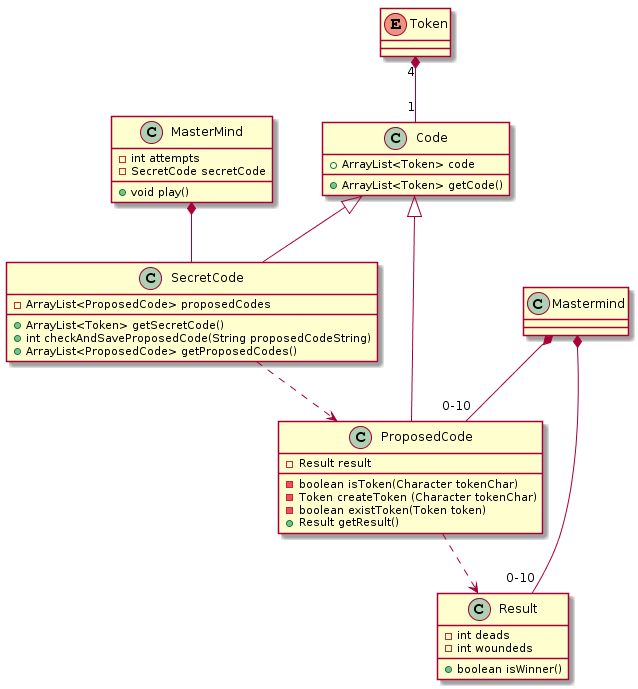 E Token
4
1
C MasterMind
int attempts
SecretCode secretCode
void play()
C Code
ArrayList<Token> code
ArrayList<Token> getCode()
C SecretCode
ArrayList<ProposedCode> proposedCodes
ArrayList<Token> getSecretCode()
int checkAndSaveProposedCode(String proposedCodeString)
ArrayList<ProposedCode> getProposedCodes()
C Mastermind
0-10
C ProposedCode
Result result
boolean isToken(Character tokenChar)
Token createToken (Character tokenChar)
boolean existToken(Token token)
Result getResult()
0-10
C Result
int deads
int woundeds
boolean isWinner()